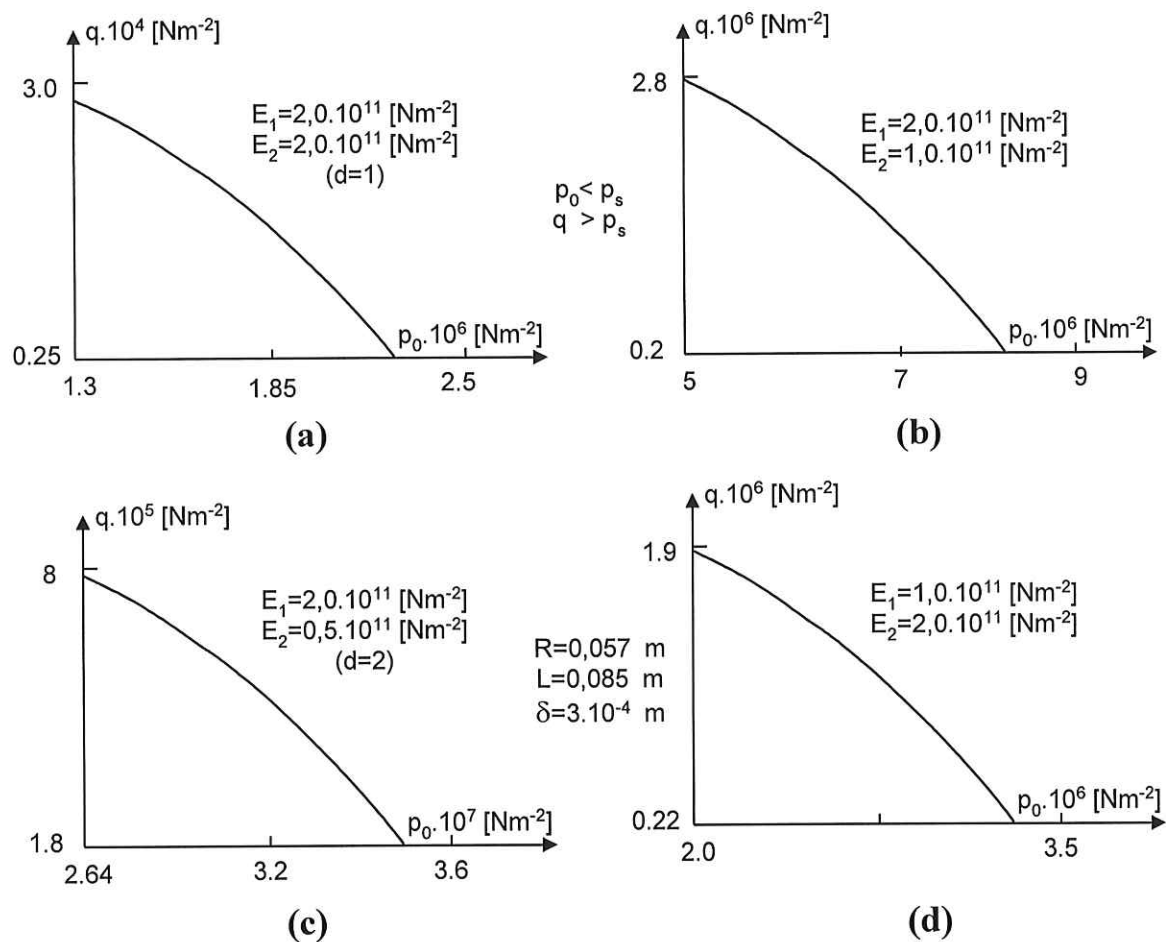 q.10⁴ [Nm⁻²]
3.0
E₁=2,0.10¹¹ [Nm⁻²]
E₂=2,0.10¹¹ [Nm⁻²]
(d=1)
p₀.10⁶ [Nm⁻²]
0.25
1.3 1.85 2.5
(a)
q.10⁶ [Nm⁻²]
2.8
E₁=2,0.10¹¹ [Nm⁻²]
E₂=1,0.10¹¹ [Nm⁻²]
p₀< pₛ
q > pₛ
p₀.10⁶ [Nm⁻²]
0.2
5 7 9
(b)
q.10⁵ [Nm⁻²]
8
E₁=2,0.10¹¹ [Nm⁻²]
E₂=0,5.10¹¹ [Nm⁻²]
(d=2)
p₀.10⁷ [Nm⁻²]
1.8
2.64 3.2 3.6
(c)
q.10⁶ [Nm⁻²]
1.9
E₁=1,0.10¹¹ [Nm⁻²]
E₂=2,0.10¹¹ [Nm⁻²]
R=0,057 m
L=0,085 m
δ=3.10⁻⁴ m
p₀.10⁶ [Nm⁻²]
0.22
2.0 3.5
(d)